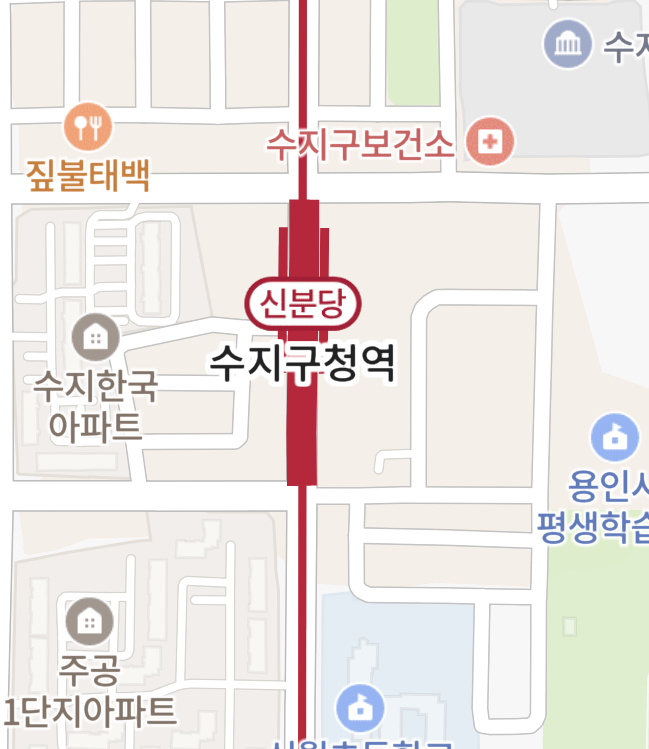 수지
수지구보건소
짚불태백
신분당
수지구청역
수지한국
아파트
용인시
평생학습
주공
1단지아파트